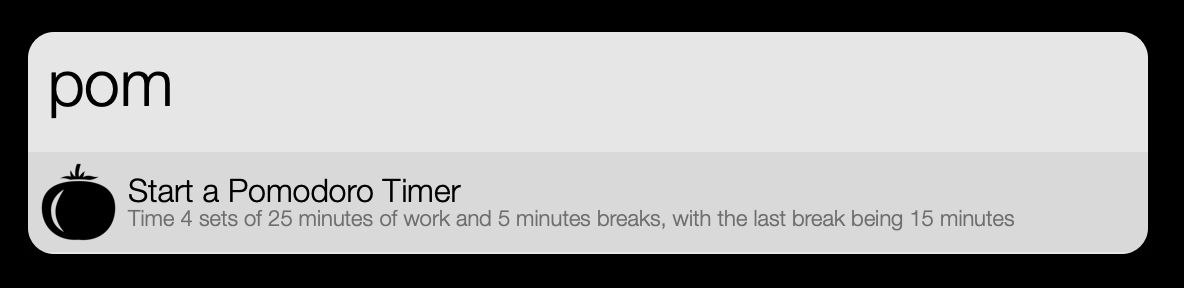 pom
Start a Pomodoro Timer
Time 4 sets of 25 minutes of work and 5 minutes breaks, with the last break being 15 minutes